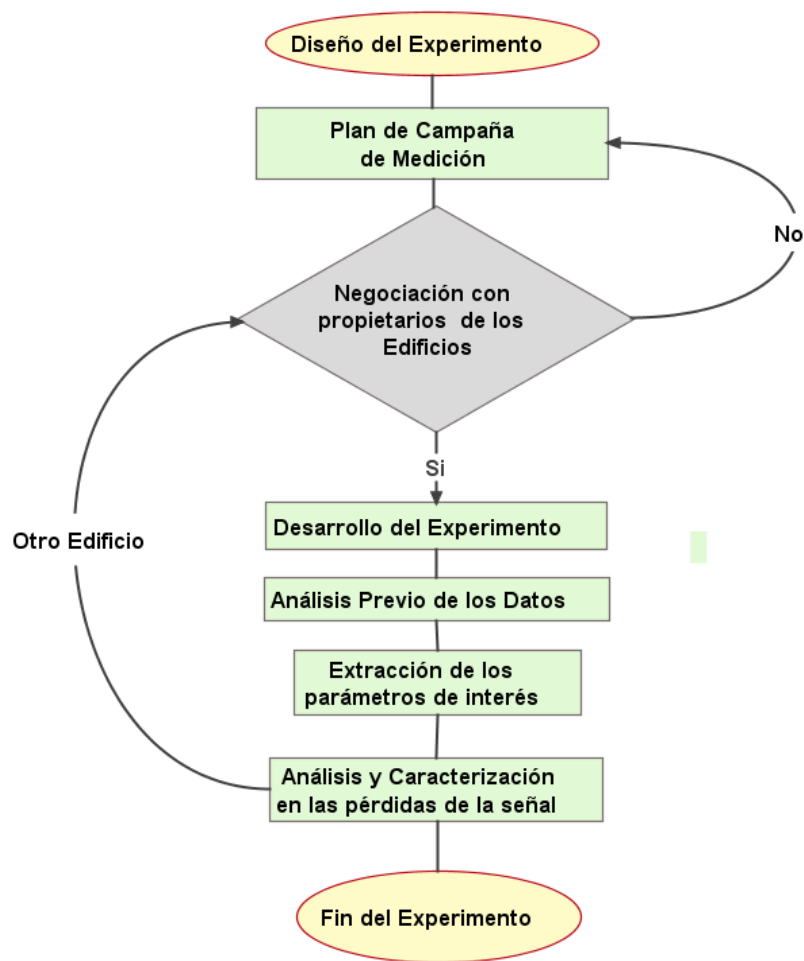 Diseño del Experimento
Plan de Campaña
de Medición
No
Negociación con
propietarios de los
Edificios
Si
Otro Edificio
Desarrollo del Experimento
Análisis Previo de los Datos
Extracción de los
parámetros de interés
Análisis y Caracterización
en las pérdidas de la señal
Fin del Experimento